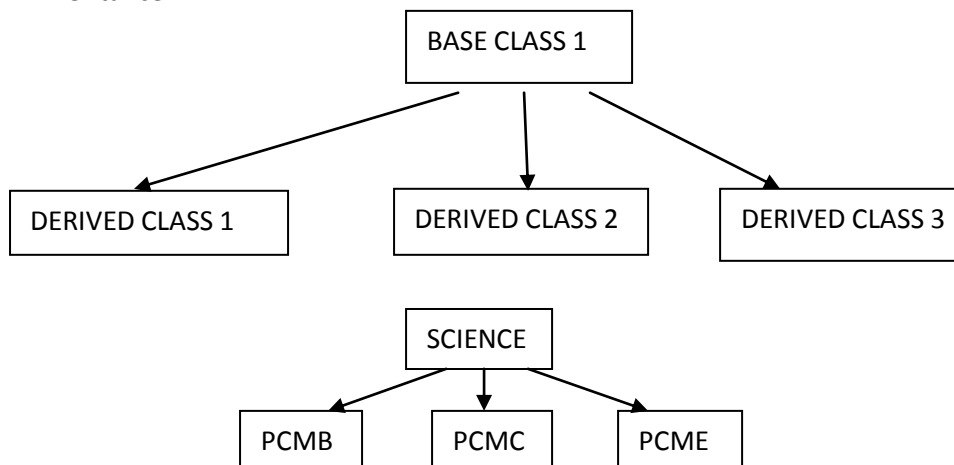 BASE CLASS 1
DERIVED CLASS 1 DERIVED CLASS 2 DERIVED CLASS 3
SCIENCE
PCMB PCMC PCME